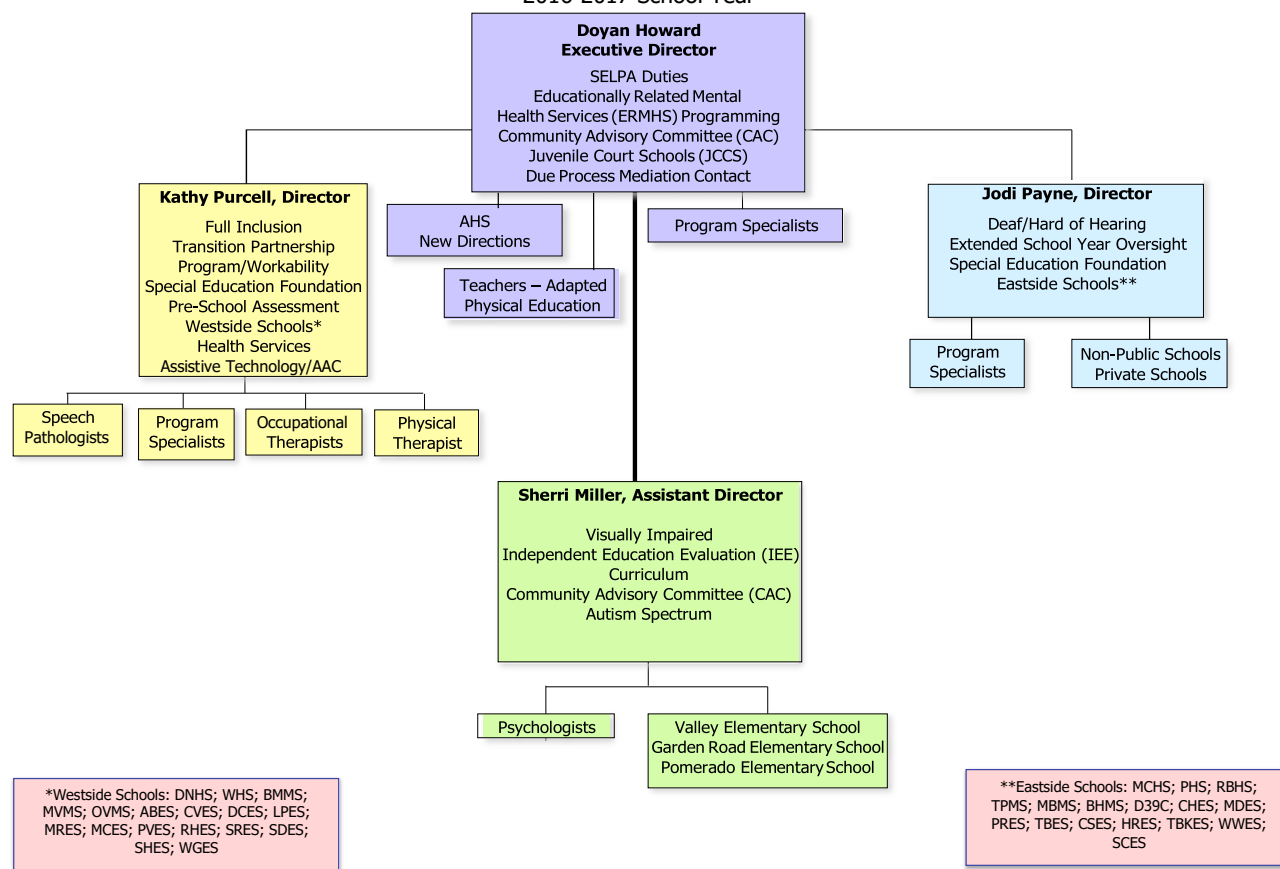 2016-2017 School Year
Doyan Howard
Executive Director
SELPA Duties
Educationally Related Mental
Health Services (ERMHS) Programming
Community Advisory Committee (CAC)
Juvenile Court Schools (JCCS)
Due Process Mediation Contact
Kathy Purcell, Director
Full Inclusion
Transition Partnership
Program/Workability
Special Education Foundation
Pre-School Assessment
Westside Schools*
Health Services
Assistive Technology/AAC
AHS
New Directions
Teachers – Adapted
Physical Education
Program Specialists
Jodi Payne, Director
Deaf/Hard of Hearing
Extended School Year Oversight
Special Education Foundation
Eastside Schools**
Program
Specialists
Non-Public Schools
Private Schools
Speech
Pathologists
Program
Specialists
Occupational
Therapists
Physical
Therapist
Sherri Miller, Assistant Director
Visually Impaired
Independent Education Evaluation (IEE)
Curriculum
Community Advisory Committee (CAC)
Autism Spectrum
Psychologists
Valley Elementary School
Garden Road Elementary School
Pomerado Elementary School
*Westside Schools: DNHS; WHS; BMMS;
MVMS; OVMS; ABES; CVES; DCES; LPES;
MRES; MCES; PVES; RHES; SRES; SDES;
SHES; WGES
**Eastside Schools: MCHS; PHS; RBHS;
TPMS; MBMS; BHMS; D39C; CHES; MDES;
PRES; TBES; CSES; HRES; TBKES; WWES;
SCES